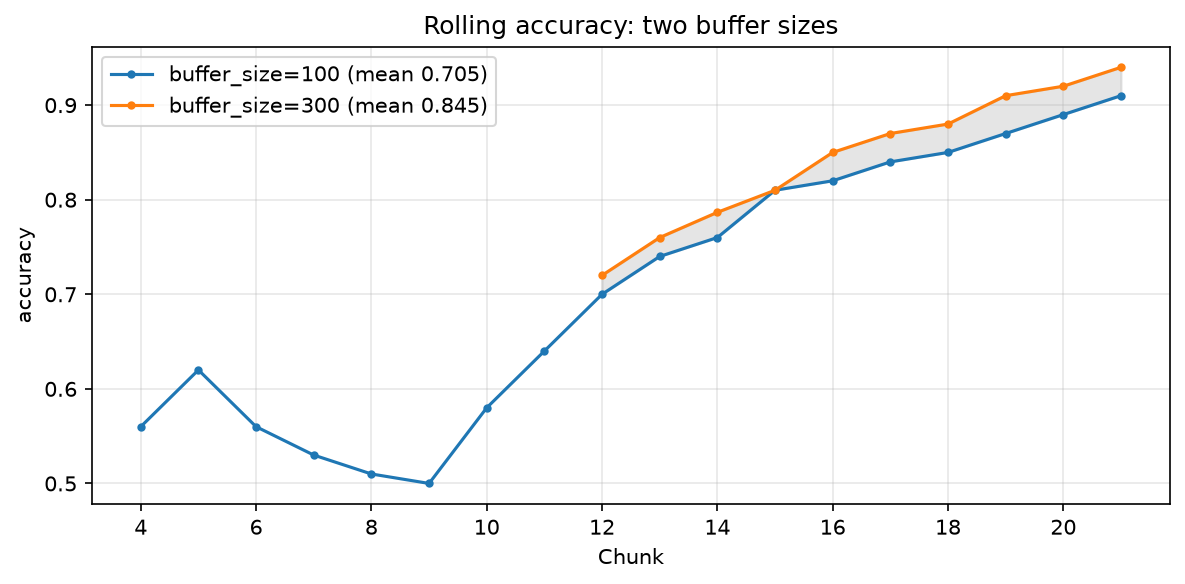 Rolling accuracy: two buffer sizes
buffer_size=100 (mean 0.705)
buffer_size=300 (mean 0.845)
accuracy
0.9
0.8
0.7
0.6
0.5
4 6 8 10 12 14 16 18 20
Chunk